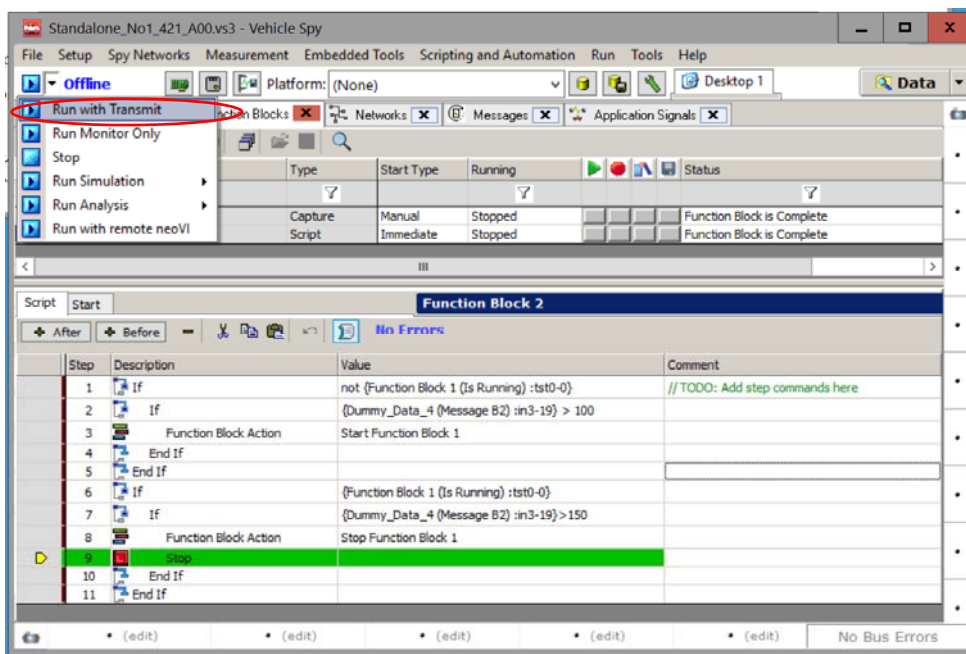 Standalone_No1_421_A00.vs3 - Vehicle Spy
File Setup Spy Networks Measurement Embedded Tools Scripting and Automation Run Tools Help
Offline Platform: (None) Desktop 1 Data
Run with Transmit
Run Monitor Only
Stop
Run Simulation
Run Analysis
Run with remote neoVI
Blocks Networks Messages Application Signals
Type Start Type Running Status
Capture Manual Stopped Function Block is Complete
Script Immediate Stopped Function Block is Complete
Script Start Function Block 2
After Before No Errors
Step Description Value Comment
1 If not {Function Block 1 (Is Running) :tst0-0} // TODO: Add step commands here
2 If {Dummy_Data_4 (Message B2) :in3-19} > 100
3 Function Block Action Start Function Block 1
4 End If
5 End If
6 If {Function Block 1 (Is Running) :tst0-0}
7 If {Dummy_Data_4 (Message B2) :in3-19}>150
8 Function Block Action Stop Function Block 1
9 Stop
10 End If
11 End If
• (edit) • (edit) • (edit) • (edit) • (edit) No Bus Errors